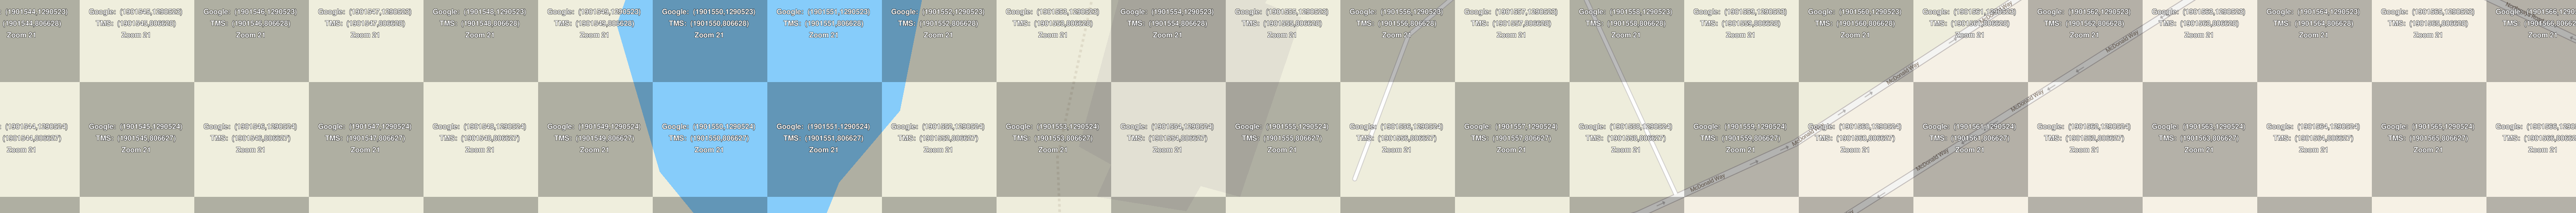 : (1901544,1290523)
(1901544,806628)
Zoom 21
Google: (1901545,1290523)
TMS: (1901545,806628)
Zoom 21
Google: (1901546,1290523)
TMS: (1901546,806628)
Zoom 21
Google: (1901547,1290523)
TMS: (1901547,806628)
Zoom 21
Google: (1901548,1290523)
TMS: (1901548,806628)
Zoom 21
Google: (1901549,1290523)
TMS: (1901549,806628)
Zoom 21
Google: (1901550,1290523)
TMS: (1901550,806628)
Zoom 21
Google: (1901551,1290523)
TMS: (1901551,806628)
Zoom 21
Google: (1901552,1290523)
TMS: (1901552,806628)
Zoom 21
Google: (1901553,1290523)
TMS: (1901553,806628)
Zoom 21
Google: (1901554,1290523)
TMS: (1901554,806628)
Zoom 21
Google: (1901555,1290523)
TMS: (1901555,806628)
Zoom 21
Google: (1901556,1290523)
TMS: (1901556,806628)
Zoom 21
Google: (1901557,1290523)
TMS: (1901557,806628)
Zoom 21
Google: (1901558,1290523)
TMS: (1901558,806628)
Zoom 21
Google: (1901559,1290523)
TMS: (1901559,806628)
Zoom 21
Google: (1901560,1290523)
TMS: (1901560,806628)
Zoom 21
Google: (1901561,1290523)
TMS: (1901561,806628)
Zoom 21
Google: (1901562,1290523)
TMS: (1901562,806628)
Zoom 21
Google: (1901563,1290523)
TMS: (1901563,806628)
Zoom 21
Google: (1901564,1290523)
TMS: (1901564,806628)
Zoom 21
Google: (1901565,1290523)
TMS: (1901565,806628)
Zoom 21
Google: (1901566,1290
TMS: (1901566,8066
Zoom 21
McDonald Way
McDonald Way
McDonald Way
McDonald Way
: (1901544,1290524)
(1901544,806627)
Zoom 21
Google: (1901545,1290524)
TMS: (1901545,806627)
Zoom 21
Google: (1901546,1290524)
TMS: (1901546,806627)
Zoom 21
Google: (1901547,1290524)
TMS: (1901547,806627)
Zoom 21
Google: (1901548,1290524)
TMS: (1901548,806627)
Zoom 21
Google: (1901549,1290524)
TMS: (1901549,806627)
Zoom 21
Google: (1901550,1290524)
TMS: (1901550,806627)
Zoom 21
Google: (1901551,1290524)
TMS: (1901551,806627)
Zoom 21
Google: (1901552,1290524)
TMS: (1901552,806627)
Zoom 21
Google: (1901553,1290524)
TMS: (1901553,806627)
Zoom 21
Google: (1901554,1290524)
TMS: (1901554,806627)
Zoom 21
Google: (1901555,1290524)
TMS: (1901555,806627)
Zoom 21
Google: (1901556,1290524)
TMS: (1901556,806627)
Zoom 21
Google: (1901557,1290524)
TMS: (1901557,806627)
Zoom 21
Google: (1901558,1290524)
TMS: (1901558,806627)
Zoom 21
Google: (1901559,1290524)
TMS: (1901559,806627)
Zoom 21
Google: (1901560,1290524)
TMS: (1901560,806627)
Zoom 21
Google: (1901561,1290524)
TMS: (1901561,806627)
Zoom 21
Google: (1901562,1290524)
TMS: (1901562,806627)
Zoom 21
Google: (1901563,1290524)
TMS: (1901563,806627)
Zoom 21
Google: (1901564,1290524)
TMS: (1901564,806627)
Zoom 21
Google: (1901565,1290524)
TMS: (1901565,806627)
Zoom 21
Google: (1901566,1290
TMS: (1901566,8066
Zoom 21
McDonald Way
McDonald Way
McDonald Way